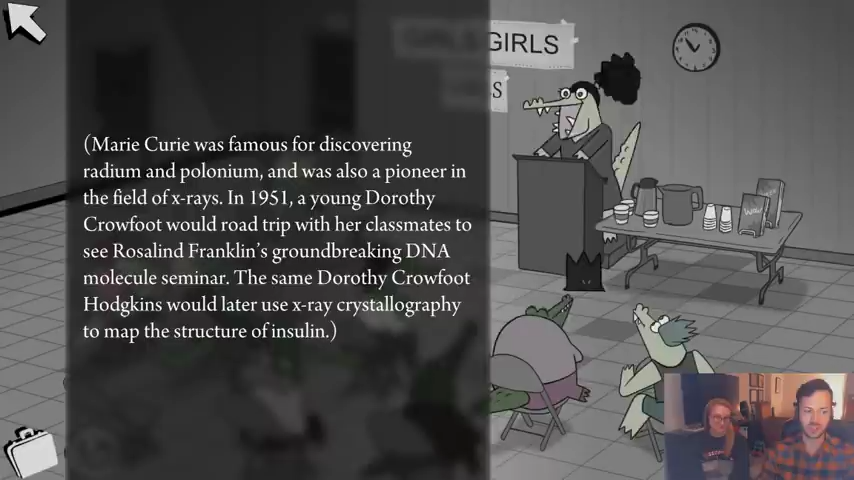 GIRLS GIRLS
S
(Marie Curie was famous for discovering
radium and polonium, and was also a pioneer in
the field of x-rays. In 1951, a young Dorothy
Crowfoot would road trip with her classmates to
see Rosalind Franklin's groundbreaking DNA
molecule seminar. The same Dorothy Crowfoot
Hodgkins would later use x-ray crystallography
to map the structure of insulin.)